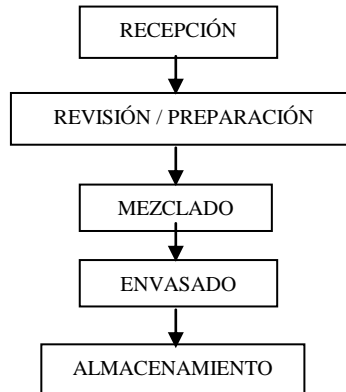 RECEPCIÓN
REVISIÓN / PREPARACIÓN
MEZCLADO
ENVASADO
ALMACENAMIENTO